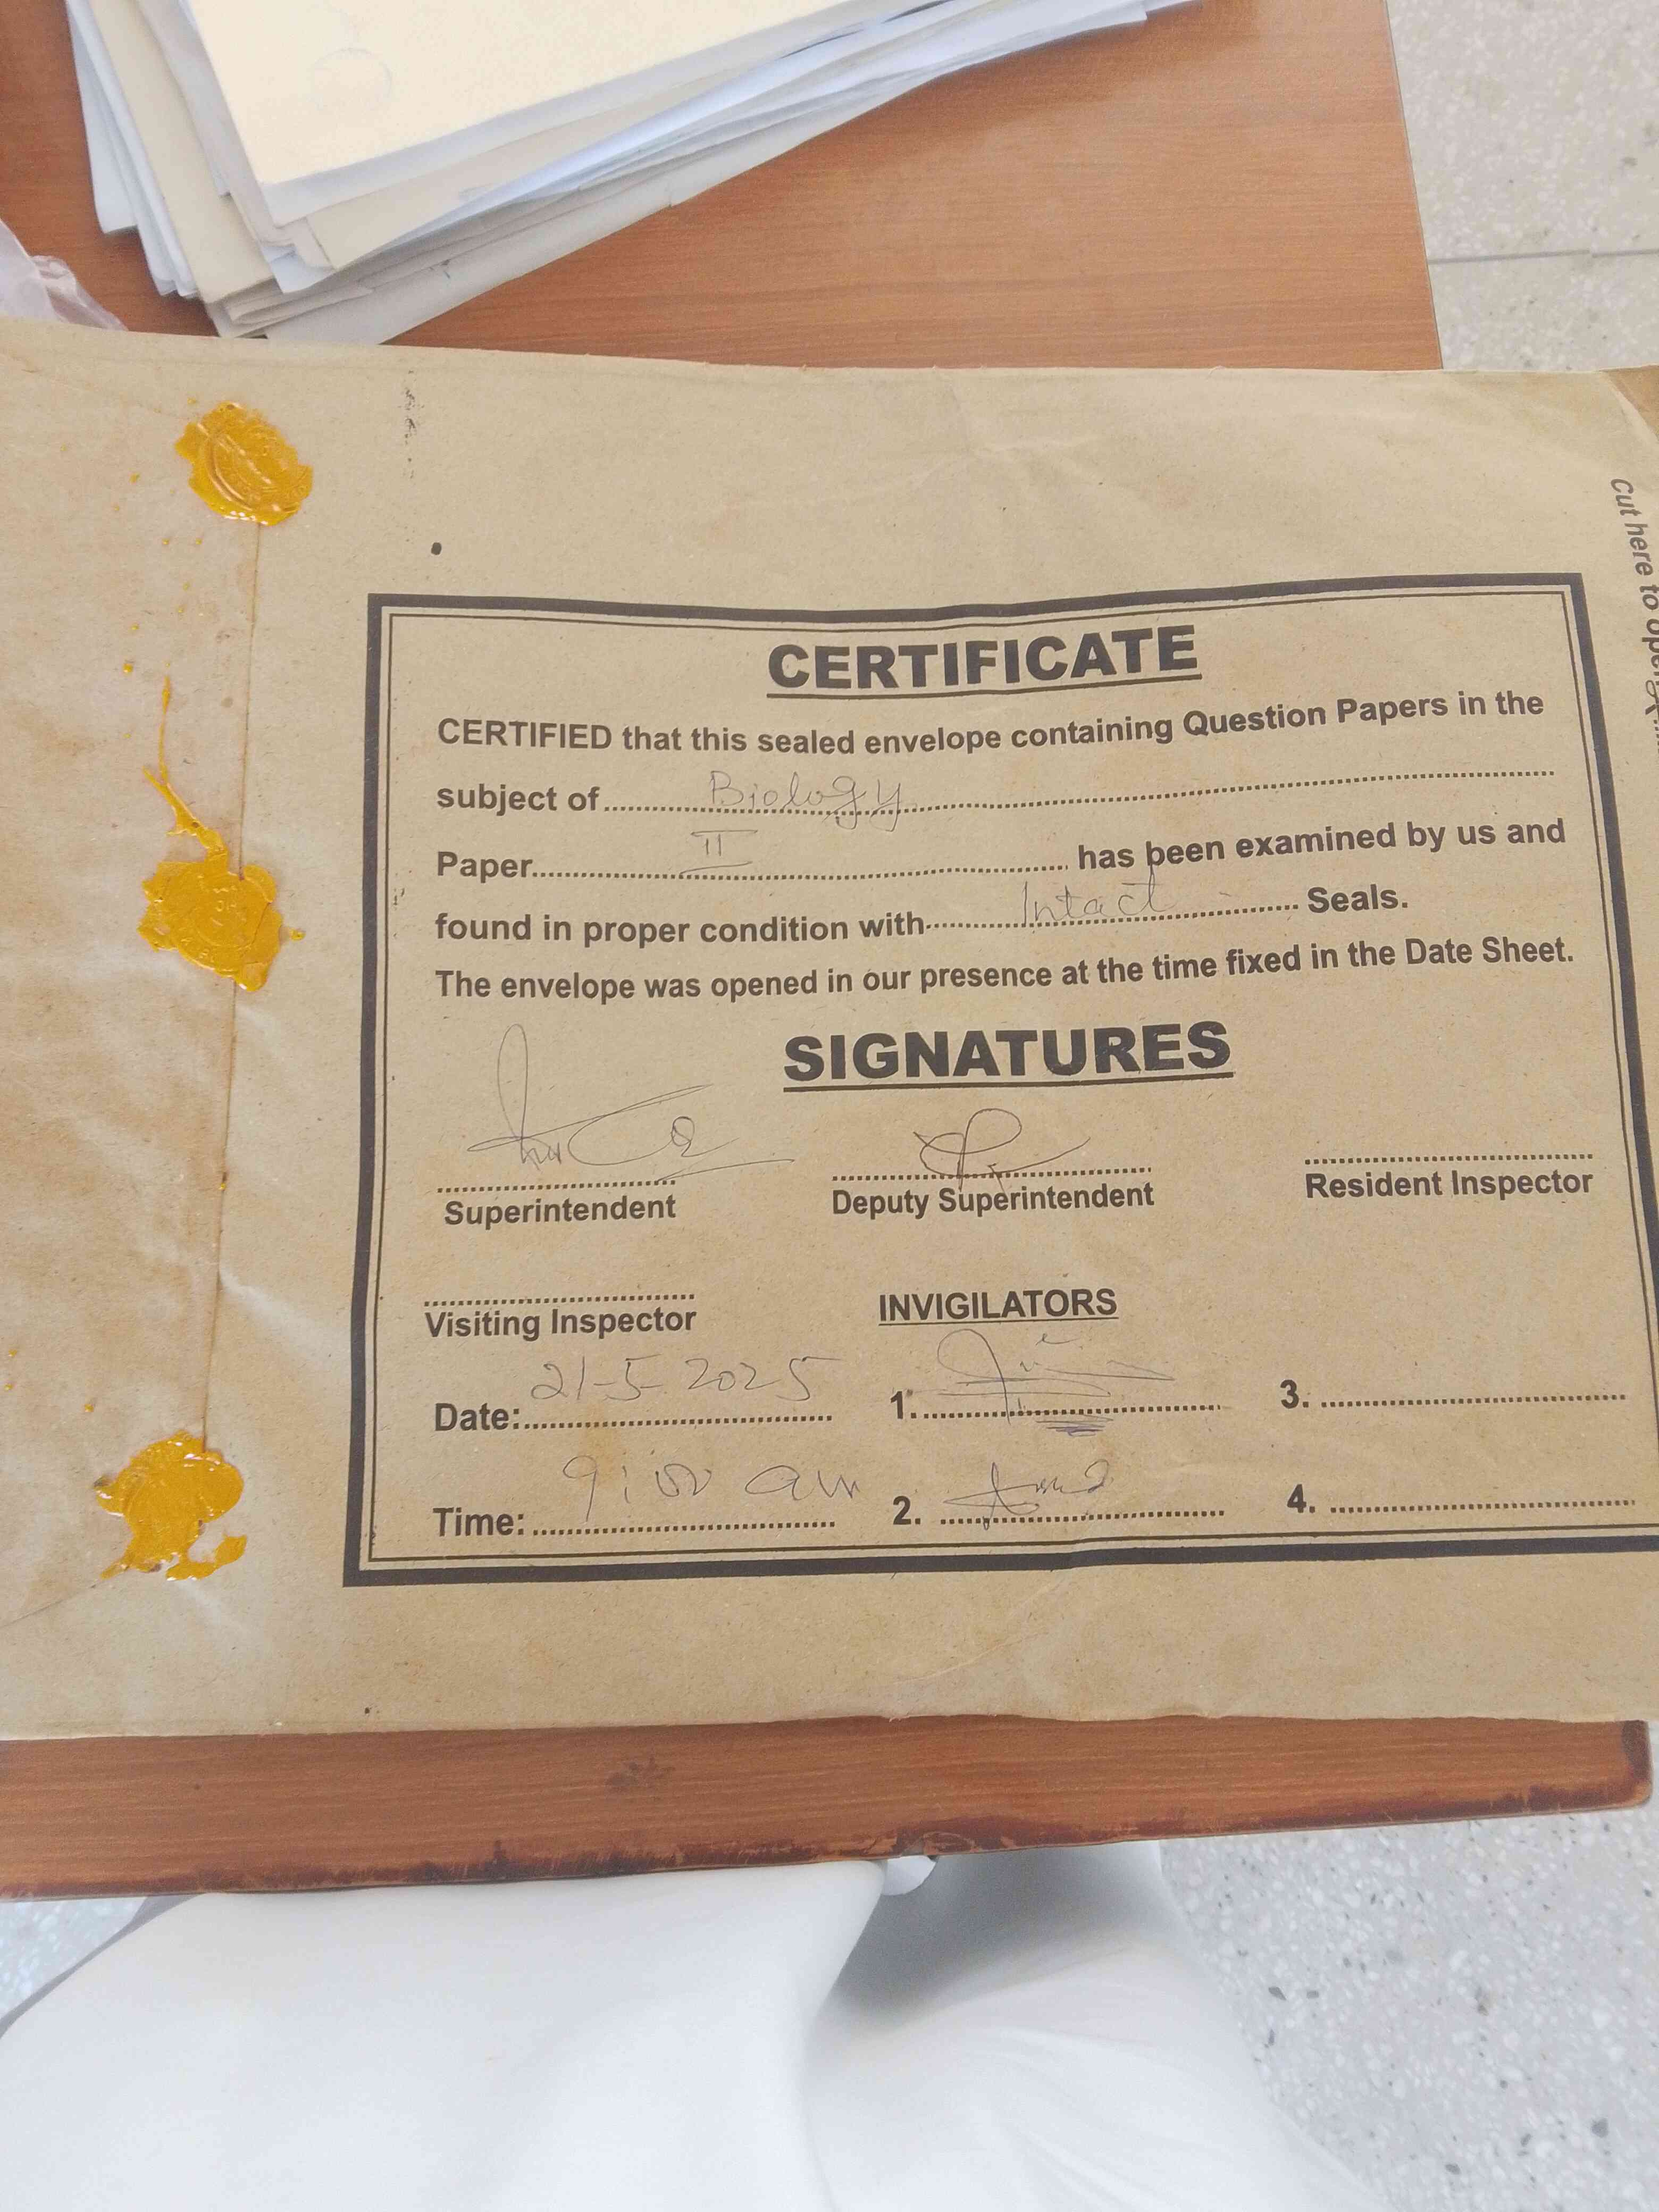 Cut here to open
CERTIFICATE
CERTIFIED that this sealed envelope containing Question Papers in the
subject of Biology
Paper II has been examined by us and
found in proper condition with Intact Seals.
The envelope was opened in our presence at the time fixed in the Date Sheet.
SIGNATURES
Superintendent Deputy Superintendent Resident Inspector
Visiting Inspector INVIGILATORS
Date: 21-5-2025 1. 3.
Time: 9:00 am 2. 4.